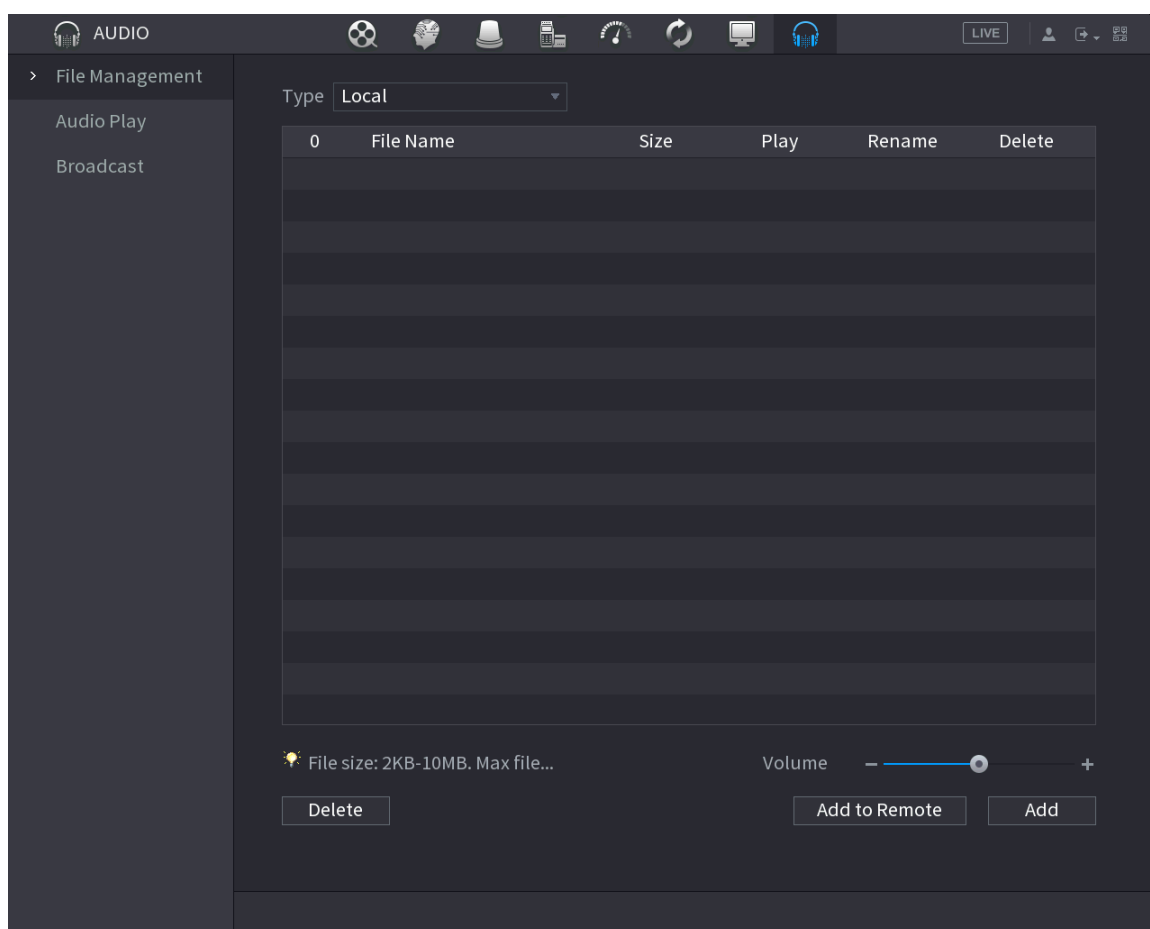 AUDIO
LIVE
File Management
Audio Play
Broadcast
Type Local
0 File Name Size Play Rename Delete
File size: 2KB-10MB. Max file...
Volume
Delete
Add to Remote
Add